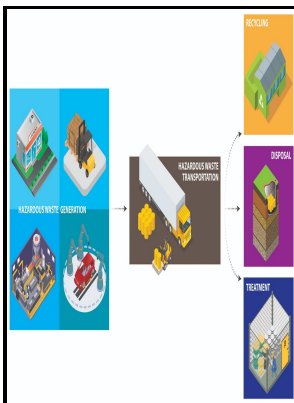 RECYCLING
HAZARDOUS WASTE
TRANSPORTATION
DISPOSAL
HAZARDOUS WASTE GENERATION
TREATMENT